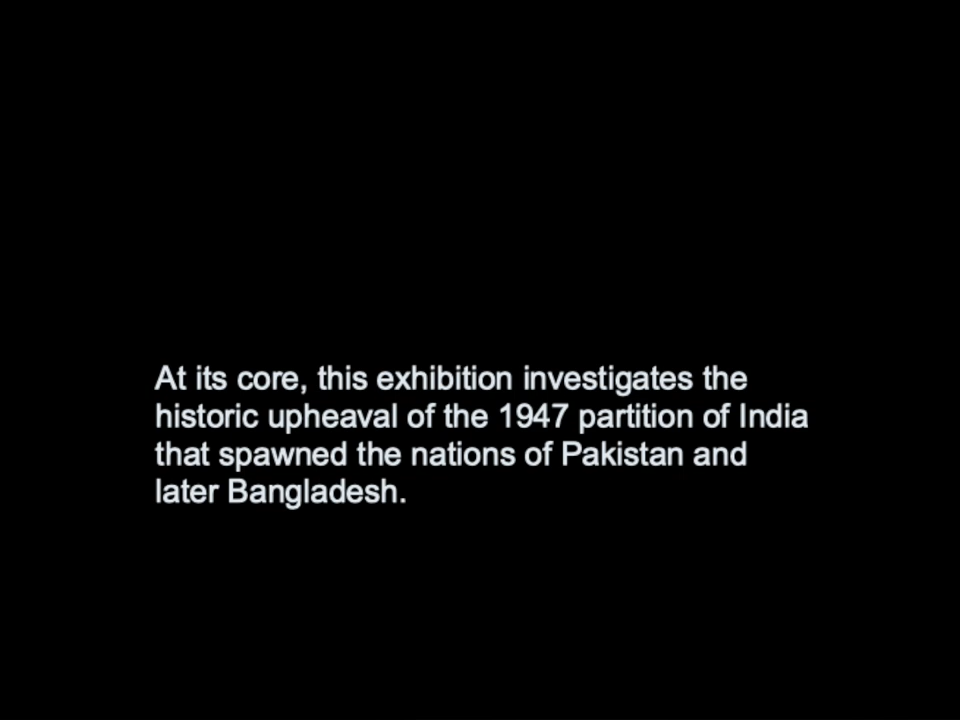 At its core, this exhibition investigates the
historic upheaval of the 1947 partition of India
that spawned the nations of Pakistan and
later Bangladesh.